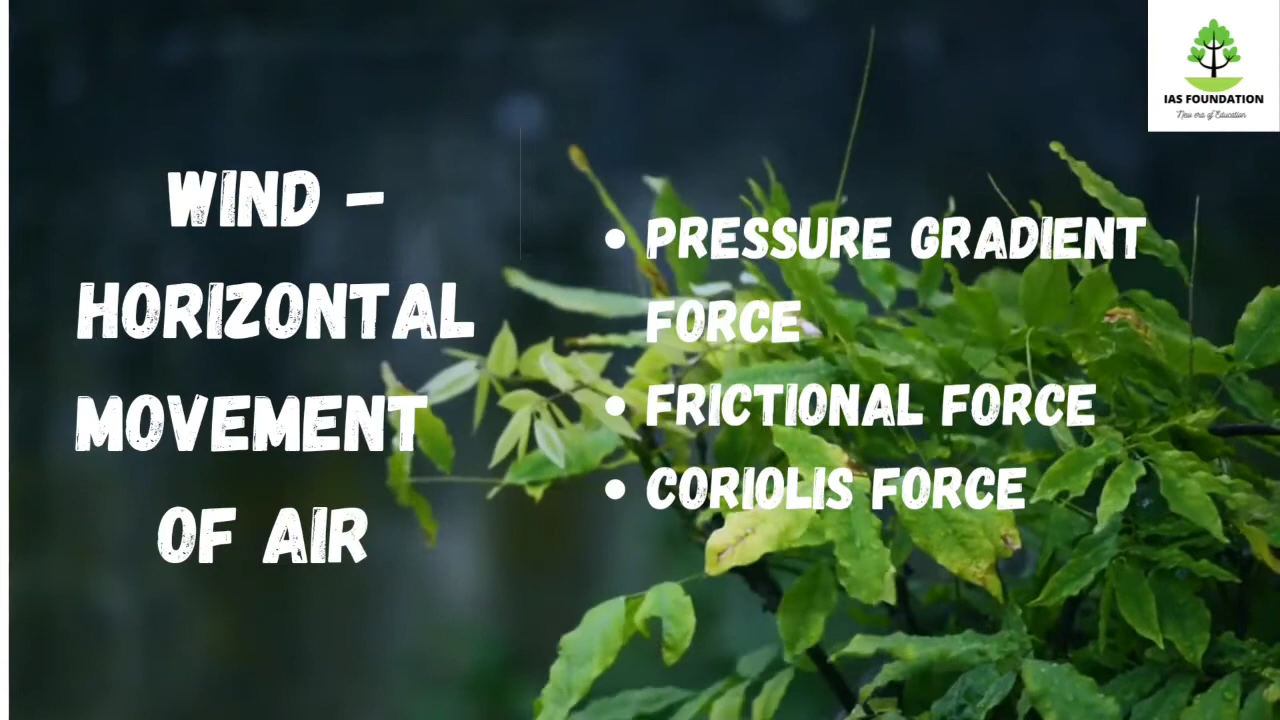 WIND -
HORIZONTAL
MOVEMENT
OF AIR
• PRESSURE GRADIENT
FORCE
• FRICTIONAL FORCE
• CORIOLIS FORCE
IAS FOUNDATION
New era of Education